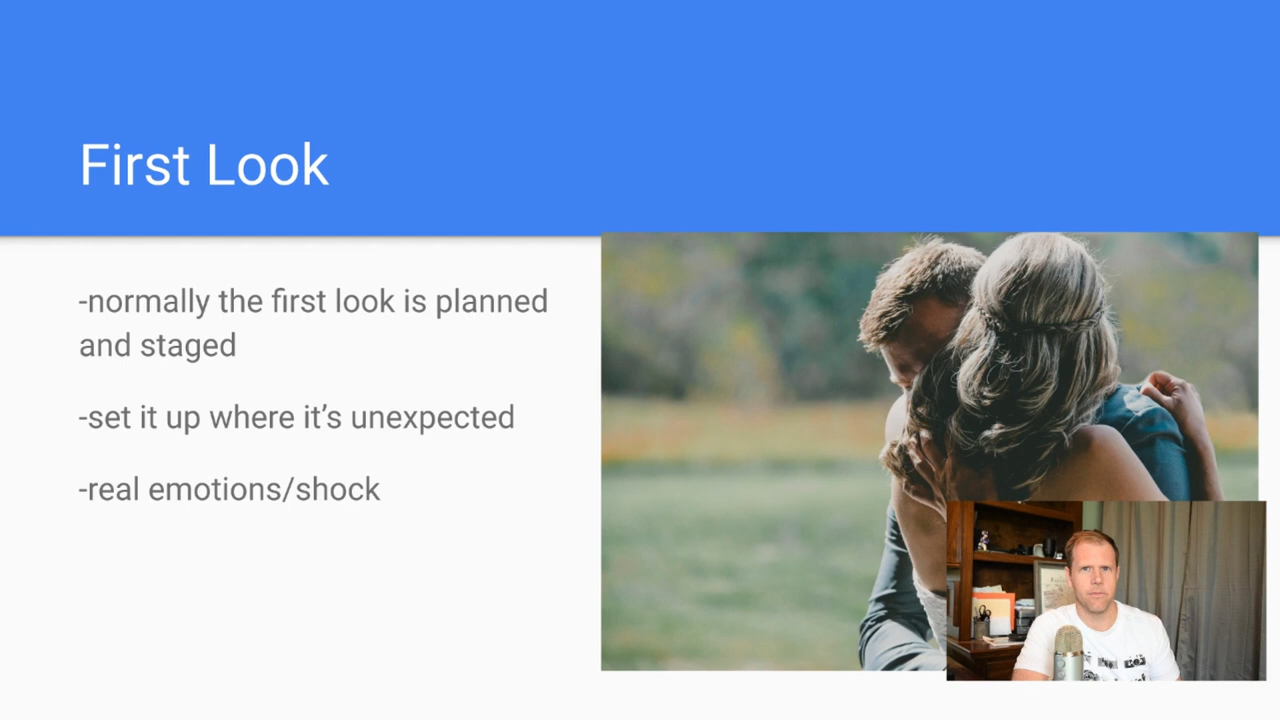 First Look
-normally the first look is planned
and staged
-set it up where it’s unexpected
-real emotions/shock